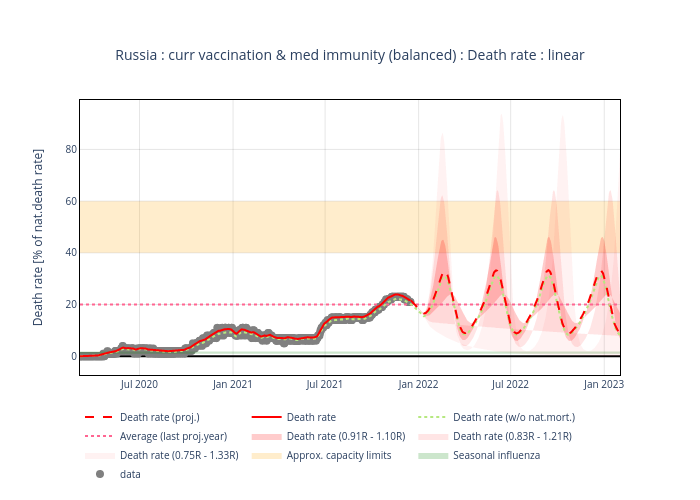 Russia : curr vaccination & med immunity (balanced) : Death rate : linear
Death rate [% of nat.death rate]
80
60
40
20
0
Jul 2020 Jan 2021 Jul 2021 Jan 2022 Jul 2022 Jan 2023
Death rate (proj.) Death rate Death rate (w/o nat.mort.)
Average (last proj.year) Death rate (0.91R - 1.10R) Death rate (0.83R - 1.21R)
Death rate (0.75R - 1.33R) Approx. capacity limits Seasonal influenza
data